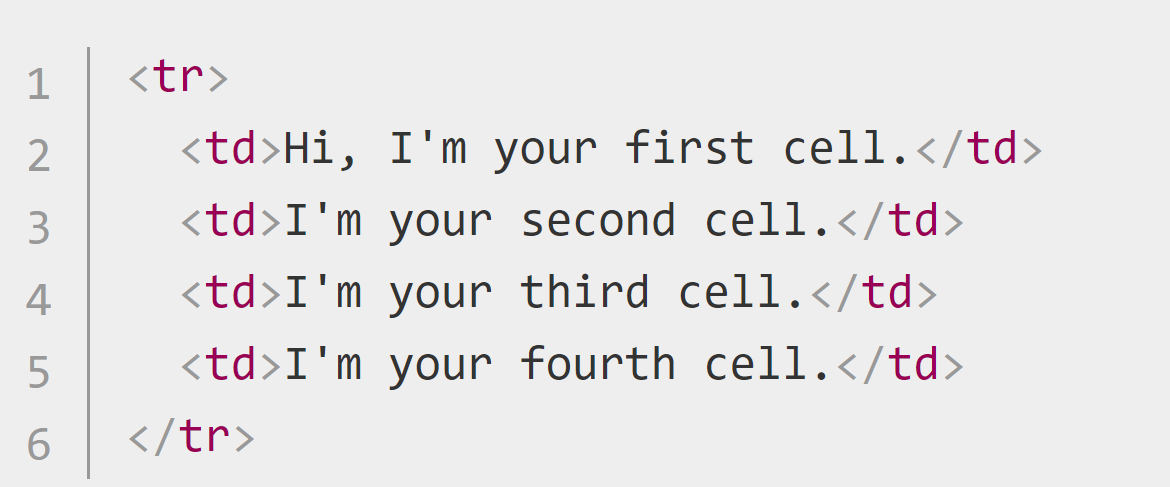 1 <tr>
2 <td>Hi, I'm your first cell.</td>
3 <td>I'm your second cell.</td>
4 <td>I'm your third cell.</td>
5 <td>I'm your fourth cell.</td>
6 </tr>